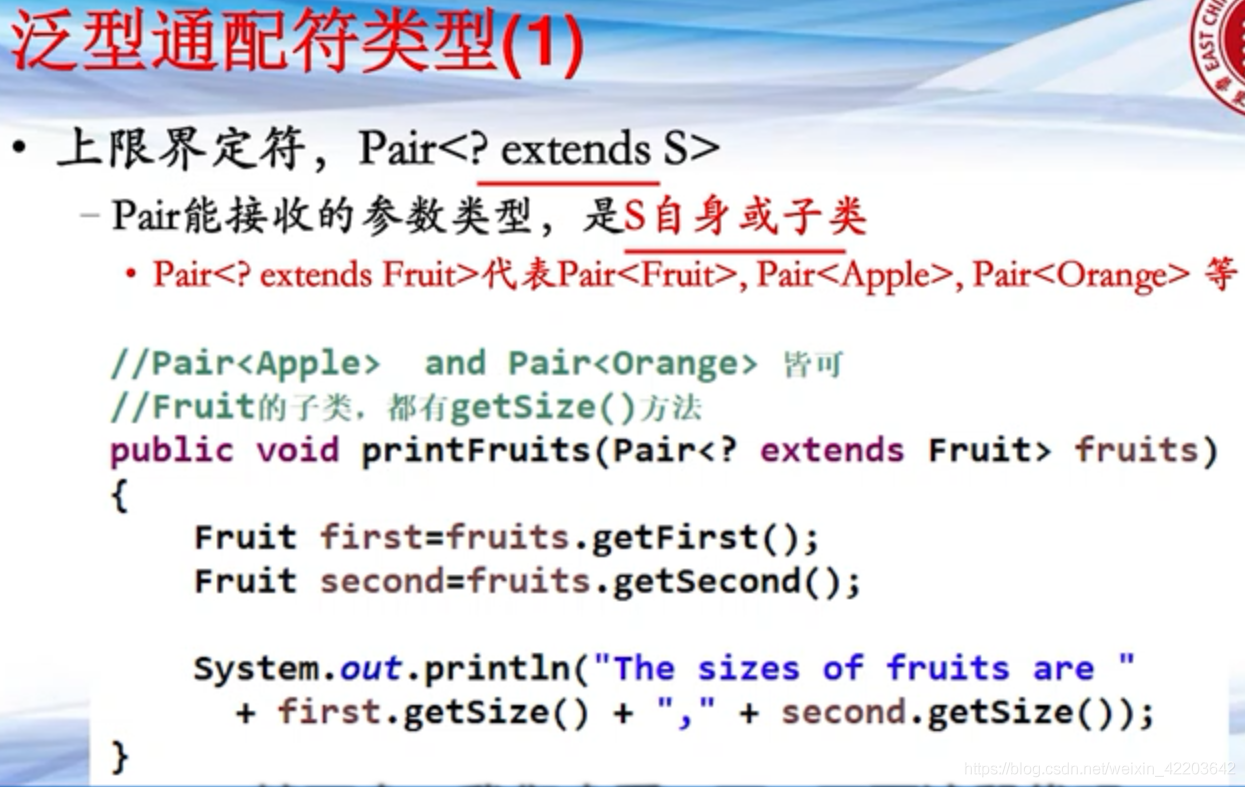 泛型通配符类型(1)
EAST CHI
• 上限界定符，Pair<? extends S>
– Pair能接收的参数类型，是S自身或子类
• Pair<? extends Fruit>代表Pair<Fruit>, Pair<Apple>, Pair<Orange> 等
//Pair<Apple>  and Pair<Orange> 皆可
//Fruit的子类，都有getSize()方法
public void printFruits(Pair<? extends Fruit> fruits)
{
Fruit first=fruits.getFirst();
Fruit second=fruits.getSecond();
System.out.println("The sizes of fruits are "
+ first.getSize() + "," + second.getSize());
}
https://blog.csdn.net/weixin_42203642